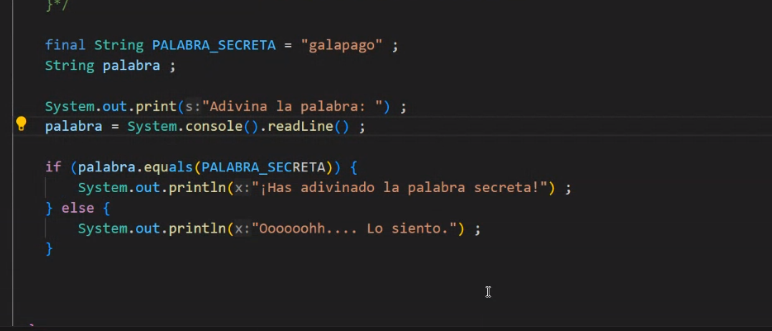 }*/
final String PALABRA_SECRETA = "galapago" ;
String palabra ;
System.out.print(s:"Adivina la palabra: ") ;
palabra = System.console().readLine() ;
if (palabra.equals(PALABRA_SECRETA)) {
System.out.println(x:"¡Has adivinado la palabra secreta!") ;
} else {
System.out.println(x:"Oooooohh.... Lo siento.") ;
}